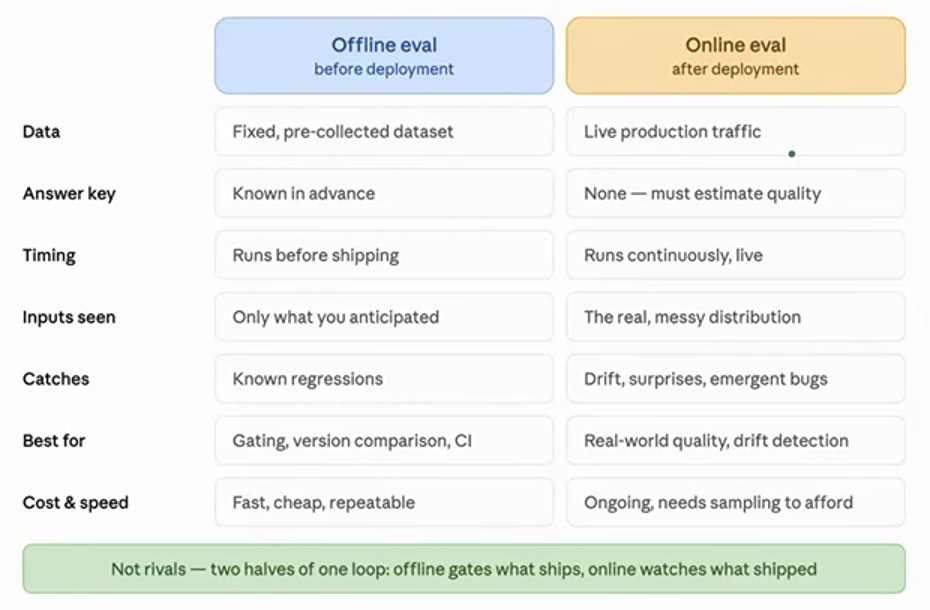 Offline eval
before deployment
Online eval
after deployment
Data
Fixed, pre-collected dataset
Live production traffic
Answer key
Known in advance
None — must estimate quality
Timing
Runs before shipping
Runs continuously, live
Inputs seen
Only what you anticipated
The real, messy distribution
Catches
Known regressions
Drift, surprises, emergent bugs
Best for
Gating, version comparison, CI
Real-world quality, drift detection
Cost & speed
Fast, cheap, repeatable
Ongoing, needs sampling to afford
Not rivals — two halves of one loop: offline gates what ships, online watches what shipped